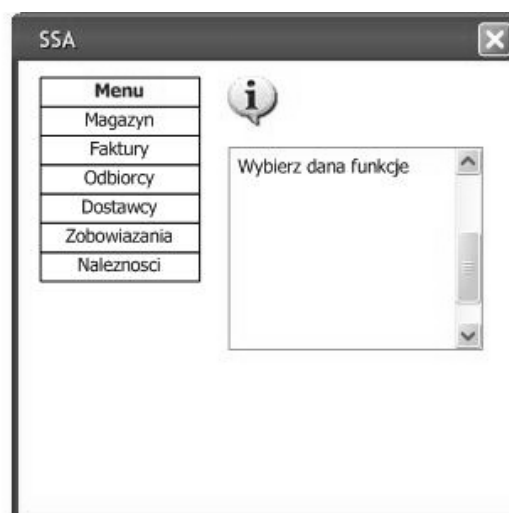 SSA
Menu
Magazyn
Faktury
Odbiorcy
Dostawcy
Zobowiazania
Naleznosci
Wybierz dana funkcje